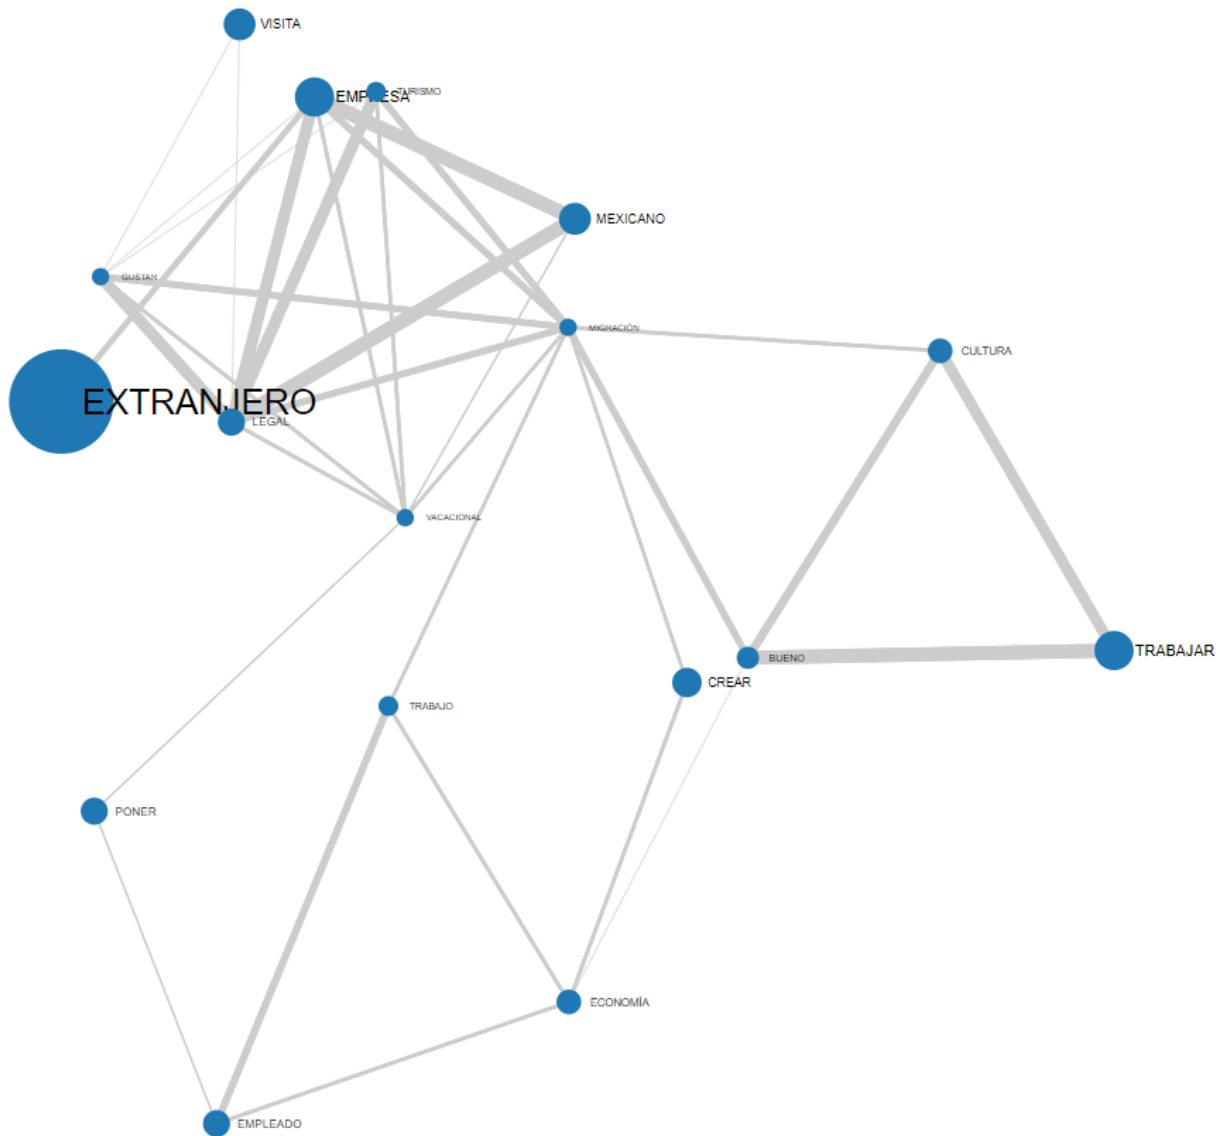 VISITA
EMPRESA
TURISMO
MEXICANO
GUSTAR
MIGRACIÓN
CULTURA
EXTRANJERO
LEGAL
VACACIONAL
TRABAJAR
BUENO
CREAR
TRABAJO
PONER
ECONOMÍA
EMPLEADO